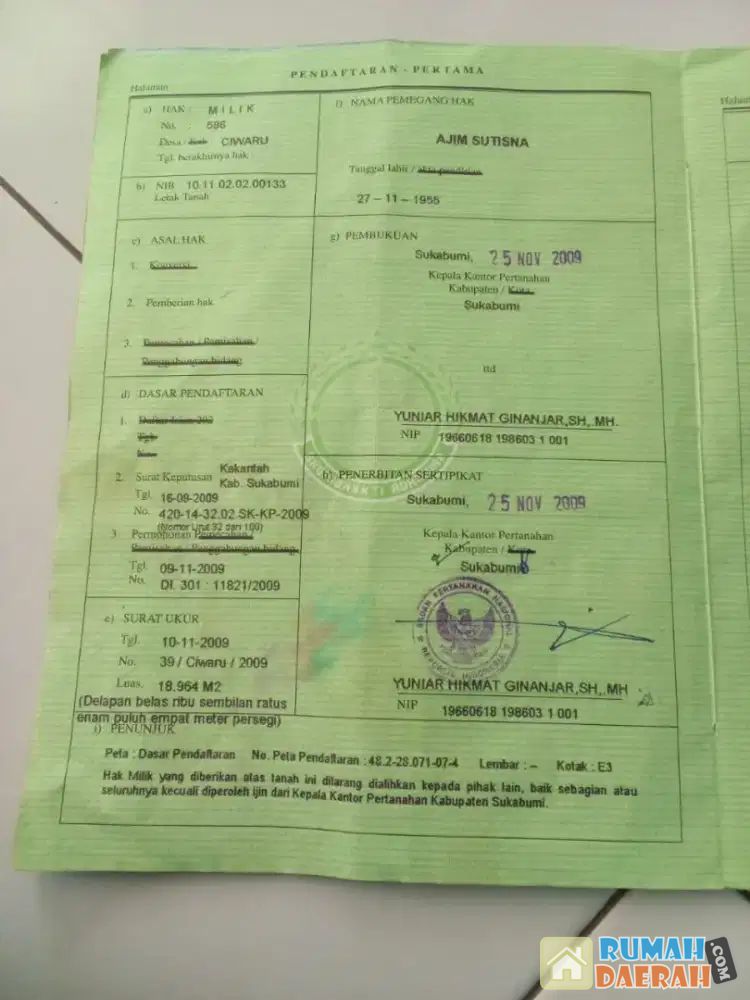 PENDAFTARAN - PERTAMA
Halaman
a) HAK : MILIK
No. : 586
Desa / Kel. CIWARU
Tgl. berakhirnya hak
b) NIB 10.11.02.02.00133
Letak Tanah
c) ASAL HAK
1. Konversi
2. Pemberian hak
3. Pemecahan / Pemisahan /
Penggabungan bidang
d) DASAR PENDAFTARAN
1. Daftar Isian 202
Tgl.
No.
2. Surat Keputusan Kakantah
Kab. Sukabumi
Tgl. 16-09-2009
No. 420-14-32.02 SK-KP-2009
(Nomor Urut 32 dari 100)
3. Permohonan Pemecahan /
Pemisahan / Penggabungan bidang
Tgl. 09-11-2009
No. DI. 301 : 11821/2009
e) SURAT UKUR
Tgl. 10-11-2009
No. 39 / Ciwaru / 2009
Luas. 18.964 M2
(Delapan belas ribu sembilan ratus
enam puluh empat meter persegi)
f) NAMA PEMEGANG HAK
AJIM SUTISNA
Tanggal lahir / akta pendirian
27 – 11 – 1955
g) PEMBUKUAN
Sukabumi, 25 NOV 2009
Kepala Kantor Pertanahan
Kabupaten / Kota
Sukabumi
ttd
YUNIAR HIKMAT GINANJAR,SH,.MH.
NIP 19660618 198603 1 001
h) PENERBITAN SERTIPIKAT
Sukabumi, 25 NOV 2009
Kepala Kantor Pertanahan
Kabupaten / Kota
Sukabumi
BADAN PERTANAHAN NASIONAL
REPUBLIK INDONESIA
YUNIAR HIKMAT GINANJAR,SH,.MH
NIP 19660618 198603 1 001
i) PENUNJUK
Peta : Dasar Pendaftaran No. Peta Pendaftaran : 48.2-28.071-07-4 Lembar : – Kotak : E3
Hak Milik yang diberikan atas tanah ini dilarang dialihkan kepada pihak lain, baik sebagian atau
seluruhnya kecuali diperoleh ijin dari Kepala Kantor Pertanahan Kabupaten Sukabumi.
RUMAH
DAERAH
.COM